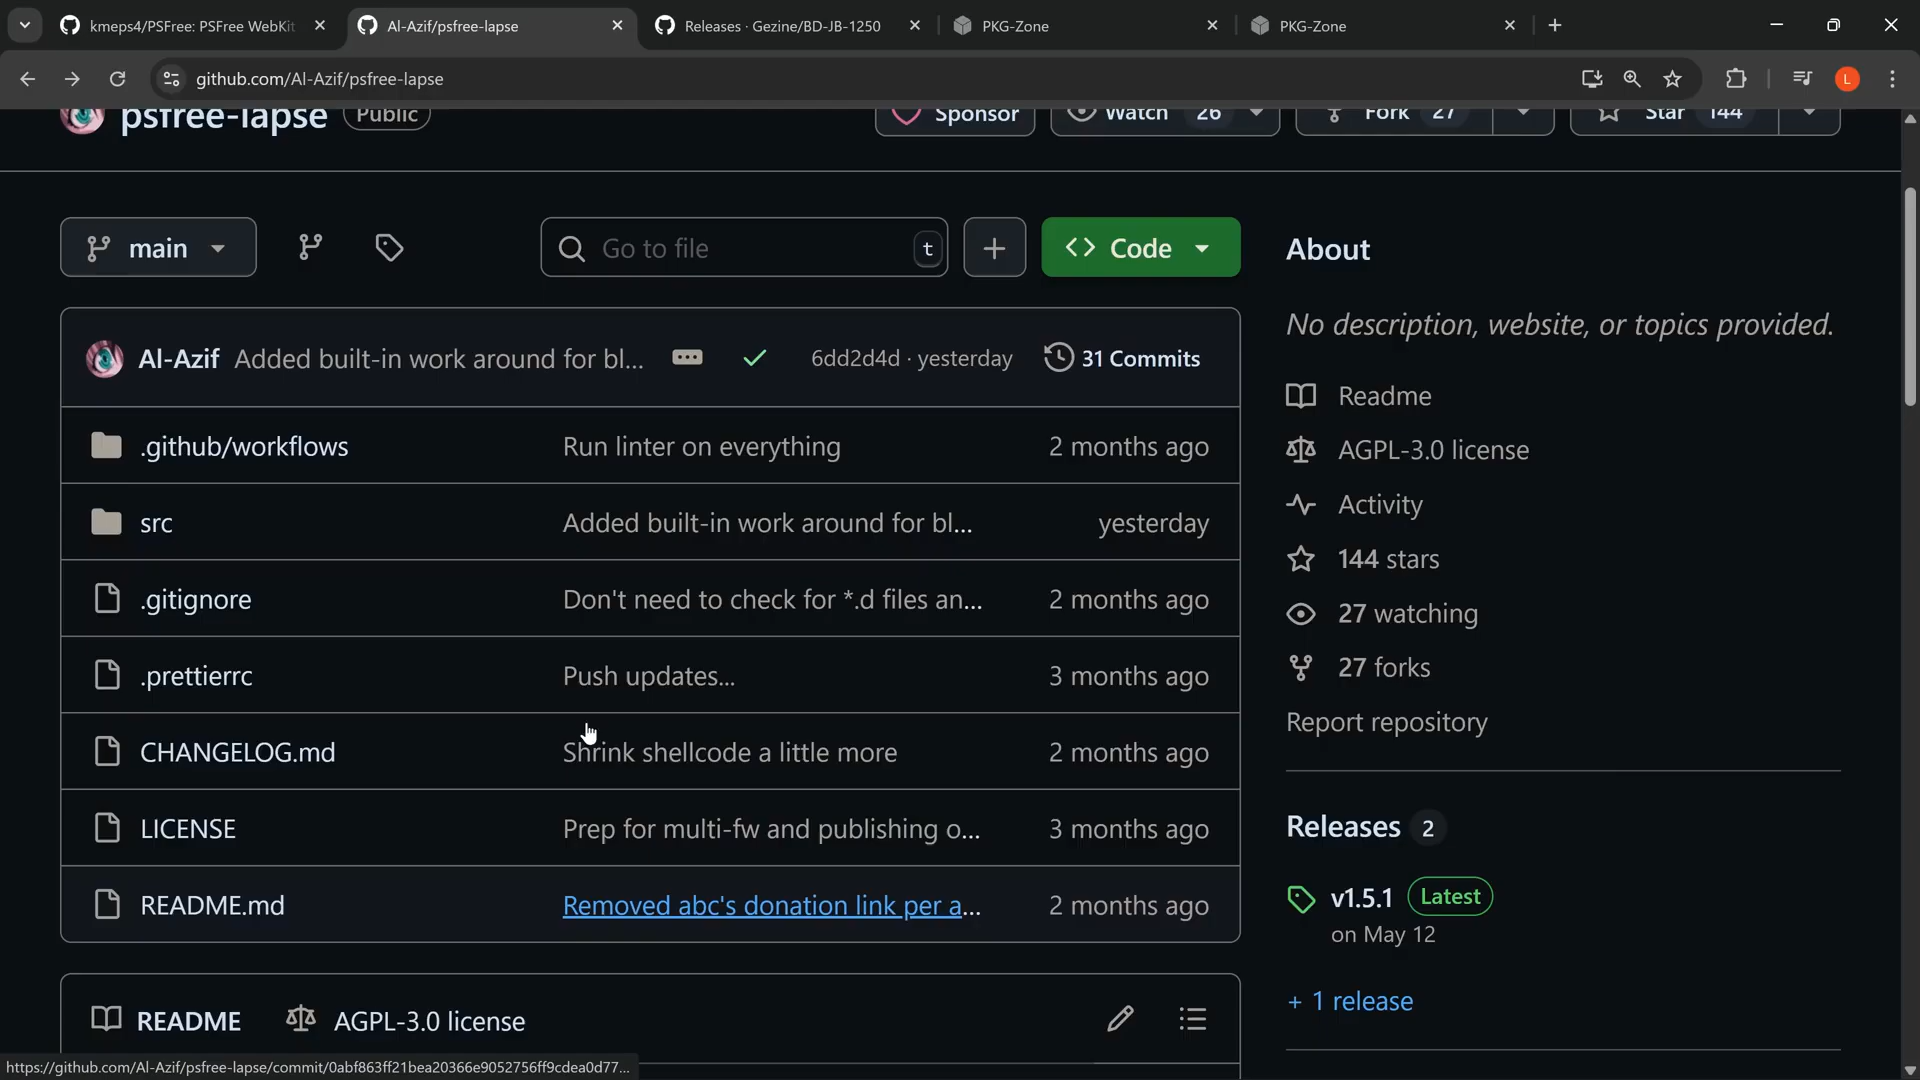 kmeps4/PSFree: PSFree WebKit
Al-Azif/psfree-lapse
Releases · Gezine/BD-JB-1250
PKG-Zone
PKG-Zone
github.com/Al-Azif/psfree-lapse
L
psfree-lapse
Public
Sponsor
Watch 26
Fork 27
Star 144
main
Go to file
t
Code
About
No description, website, or topics provided.
Al-Azif Added built-in work around for bl...
6dd2d4d · yesterday
31 Commits
Readme
.github/workflows
Run linter on everything
2 months ago
AGPL-3.0 license
src
Added built-in work around for bl...
yesterday
Activity
144 stars
.gitignore
Don't need to check for *.d files an...
2 months ago
27 watching
.prettierrc
Push updates...
3 months ago
27 forks
Report repository
CHANGELOG.md
Shrink shellcode a little more
2 months ago
LICENSE
Prep for multi-fw and publishing o...
3 months ago
Releases 2
README.md
Removed abc's donation link per a...
2 months ago
v1.5.1 Latest
on May 12
+ 1 release
README
AGPL-3.0 license
https://github.com/Al-Azif/psfree-lapse/commit/0abf863ff21bea20366e9052756ff9cdea0d77...